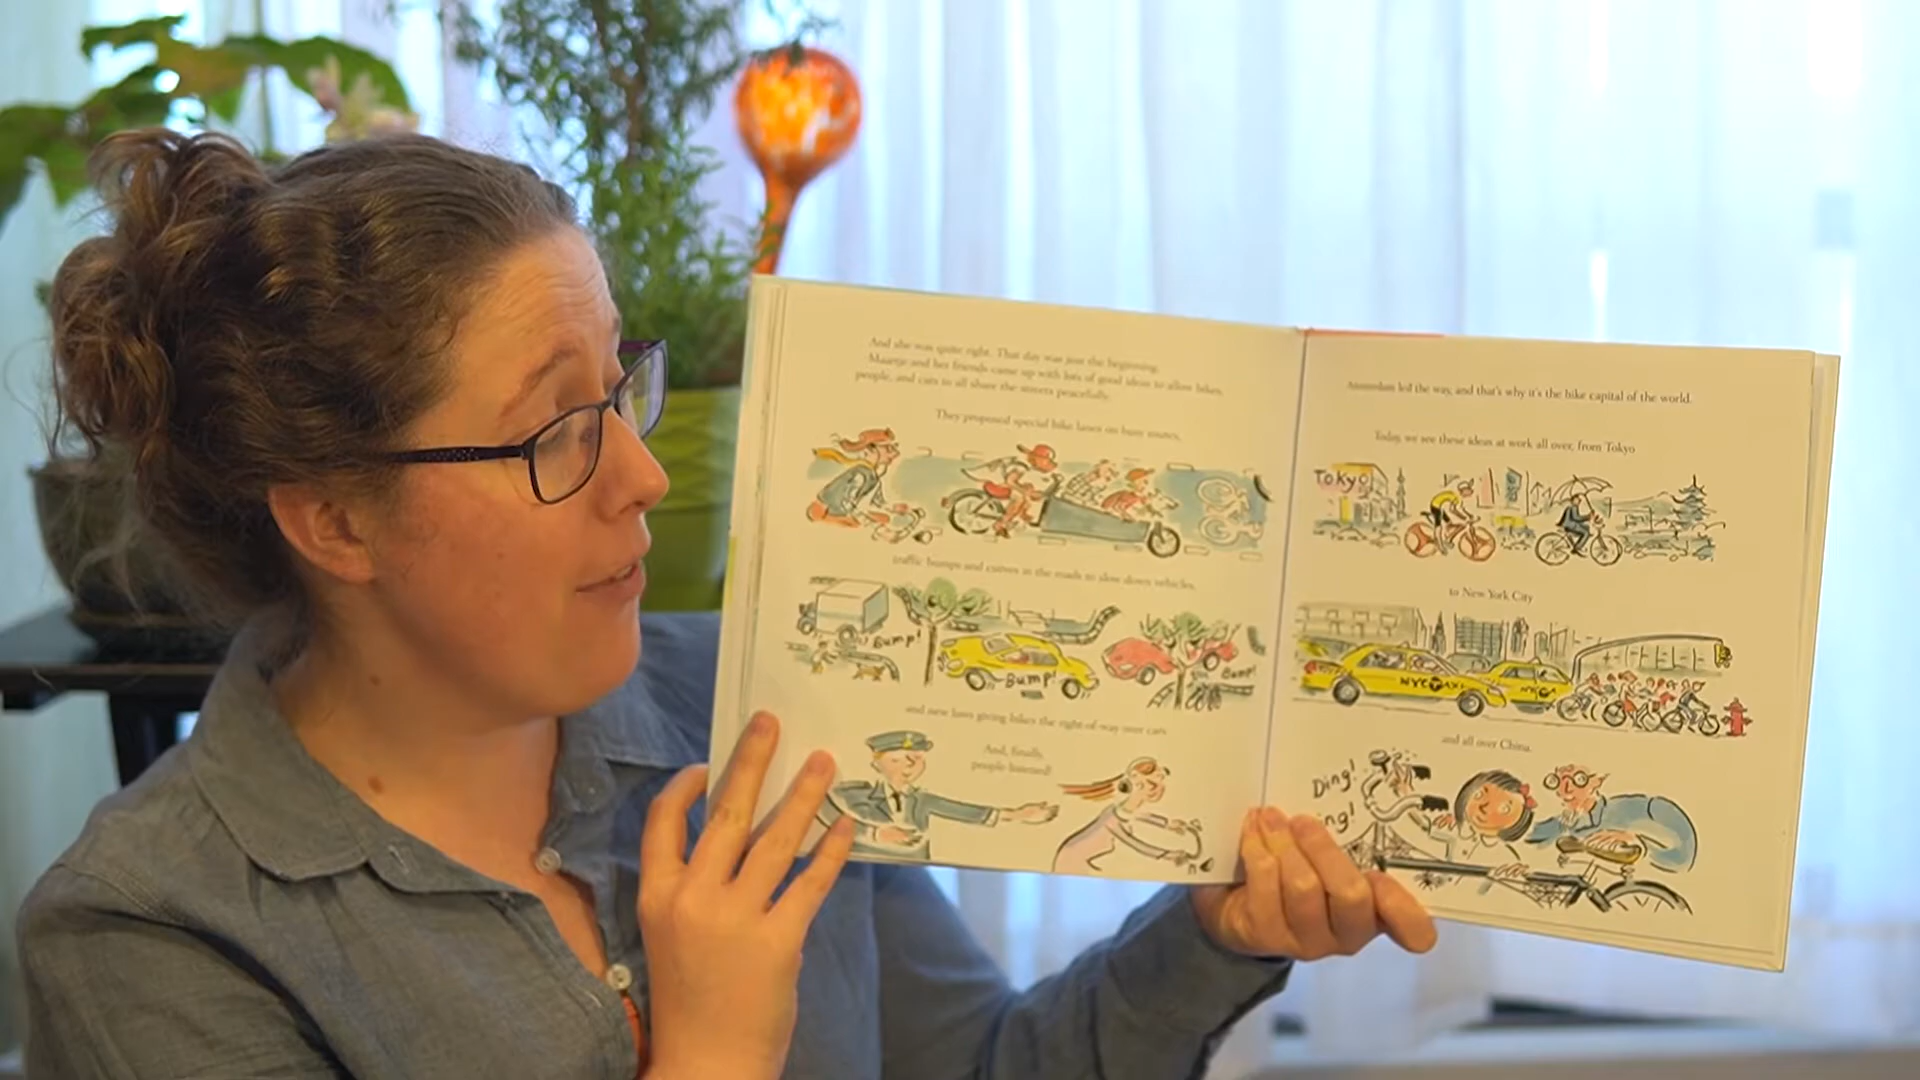 And she was quite right. That day was just the beginning.
Maartje and her friends came up with lots of good ideas to allow bikes,
people, and cars to all share the streets peacefully.
They proposed special bike lanes on busy routes,
traffic bumps and curves in the roads to slow down vehicles,
Bump!
Bump!
Bump!
and new laws giving bikes the right-of-way over cars.
And, finally,
people listened!
Amsterdam led the way, and that's why it's the bike capital of the world.
Today, we see these ideas at work all over, from Tokyo
Tokyo
to New York City
NYC TAXI
NYC
and all over China.
Ding!
ing!